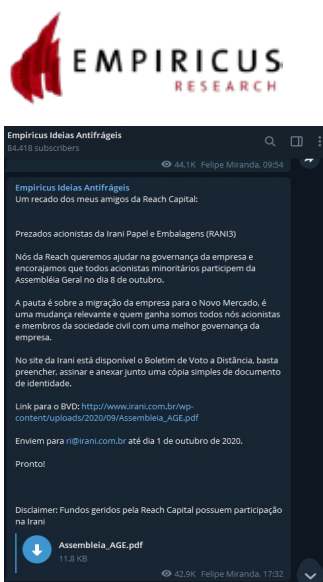 EMPIRICUS
RESEARCH
Empiricus Ideias Antifrágeis
84.418 subscribers
44.1K Felipe Miranda, 09:54
Empiricus Ideias Antifrágeis
Um recado dos meus amigos da Reach Capital:
Prezados acionistas da Irani Papel e Embalagens (RANI3)
Nós da Reach queremos ajudar na governança da empresa e
encorajamos que todos acionistas minoritários participem da
Assembléia Geral no dia 8 de outubro.
A pauta é sobre a migração da empresa para o Novo Mercado, é
uma mudança relevante e quem ganha somos todos nós acionistas
e membros da sociedade civil com uma melhor governança da
empresa.
No site da Irani está disponível o Boletim de Voto a Distância, basta
preencher, assinar e anexar junto uma cópia simples de documento
de identidade.
Link para o BVD: http://www.irani.com.br/wp-
content/uploads/2020/09/Assembleia_AGE.pdf
Enviem para ri@irani.com.br até dia 1 de outubro de 2020.
Pronto!
Disclaimer: Fundos geridos pela Reach Capital possuem participação
na Irani
Assembleia_AGE.pdf
11.8 KB
42.9K Felipe Miranda, 17:32